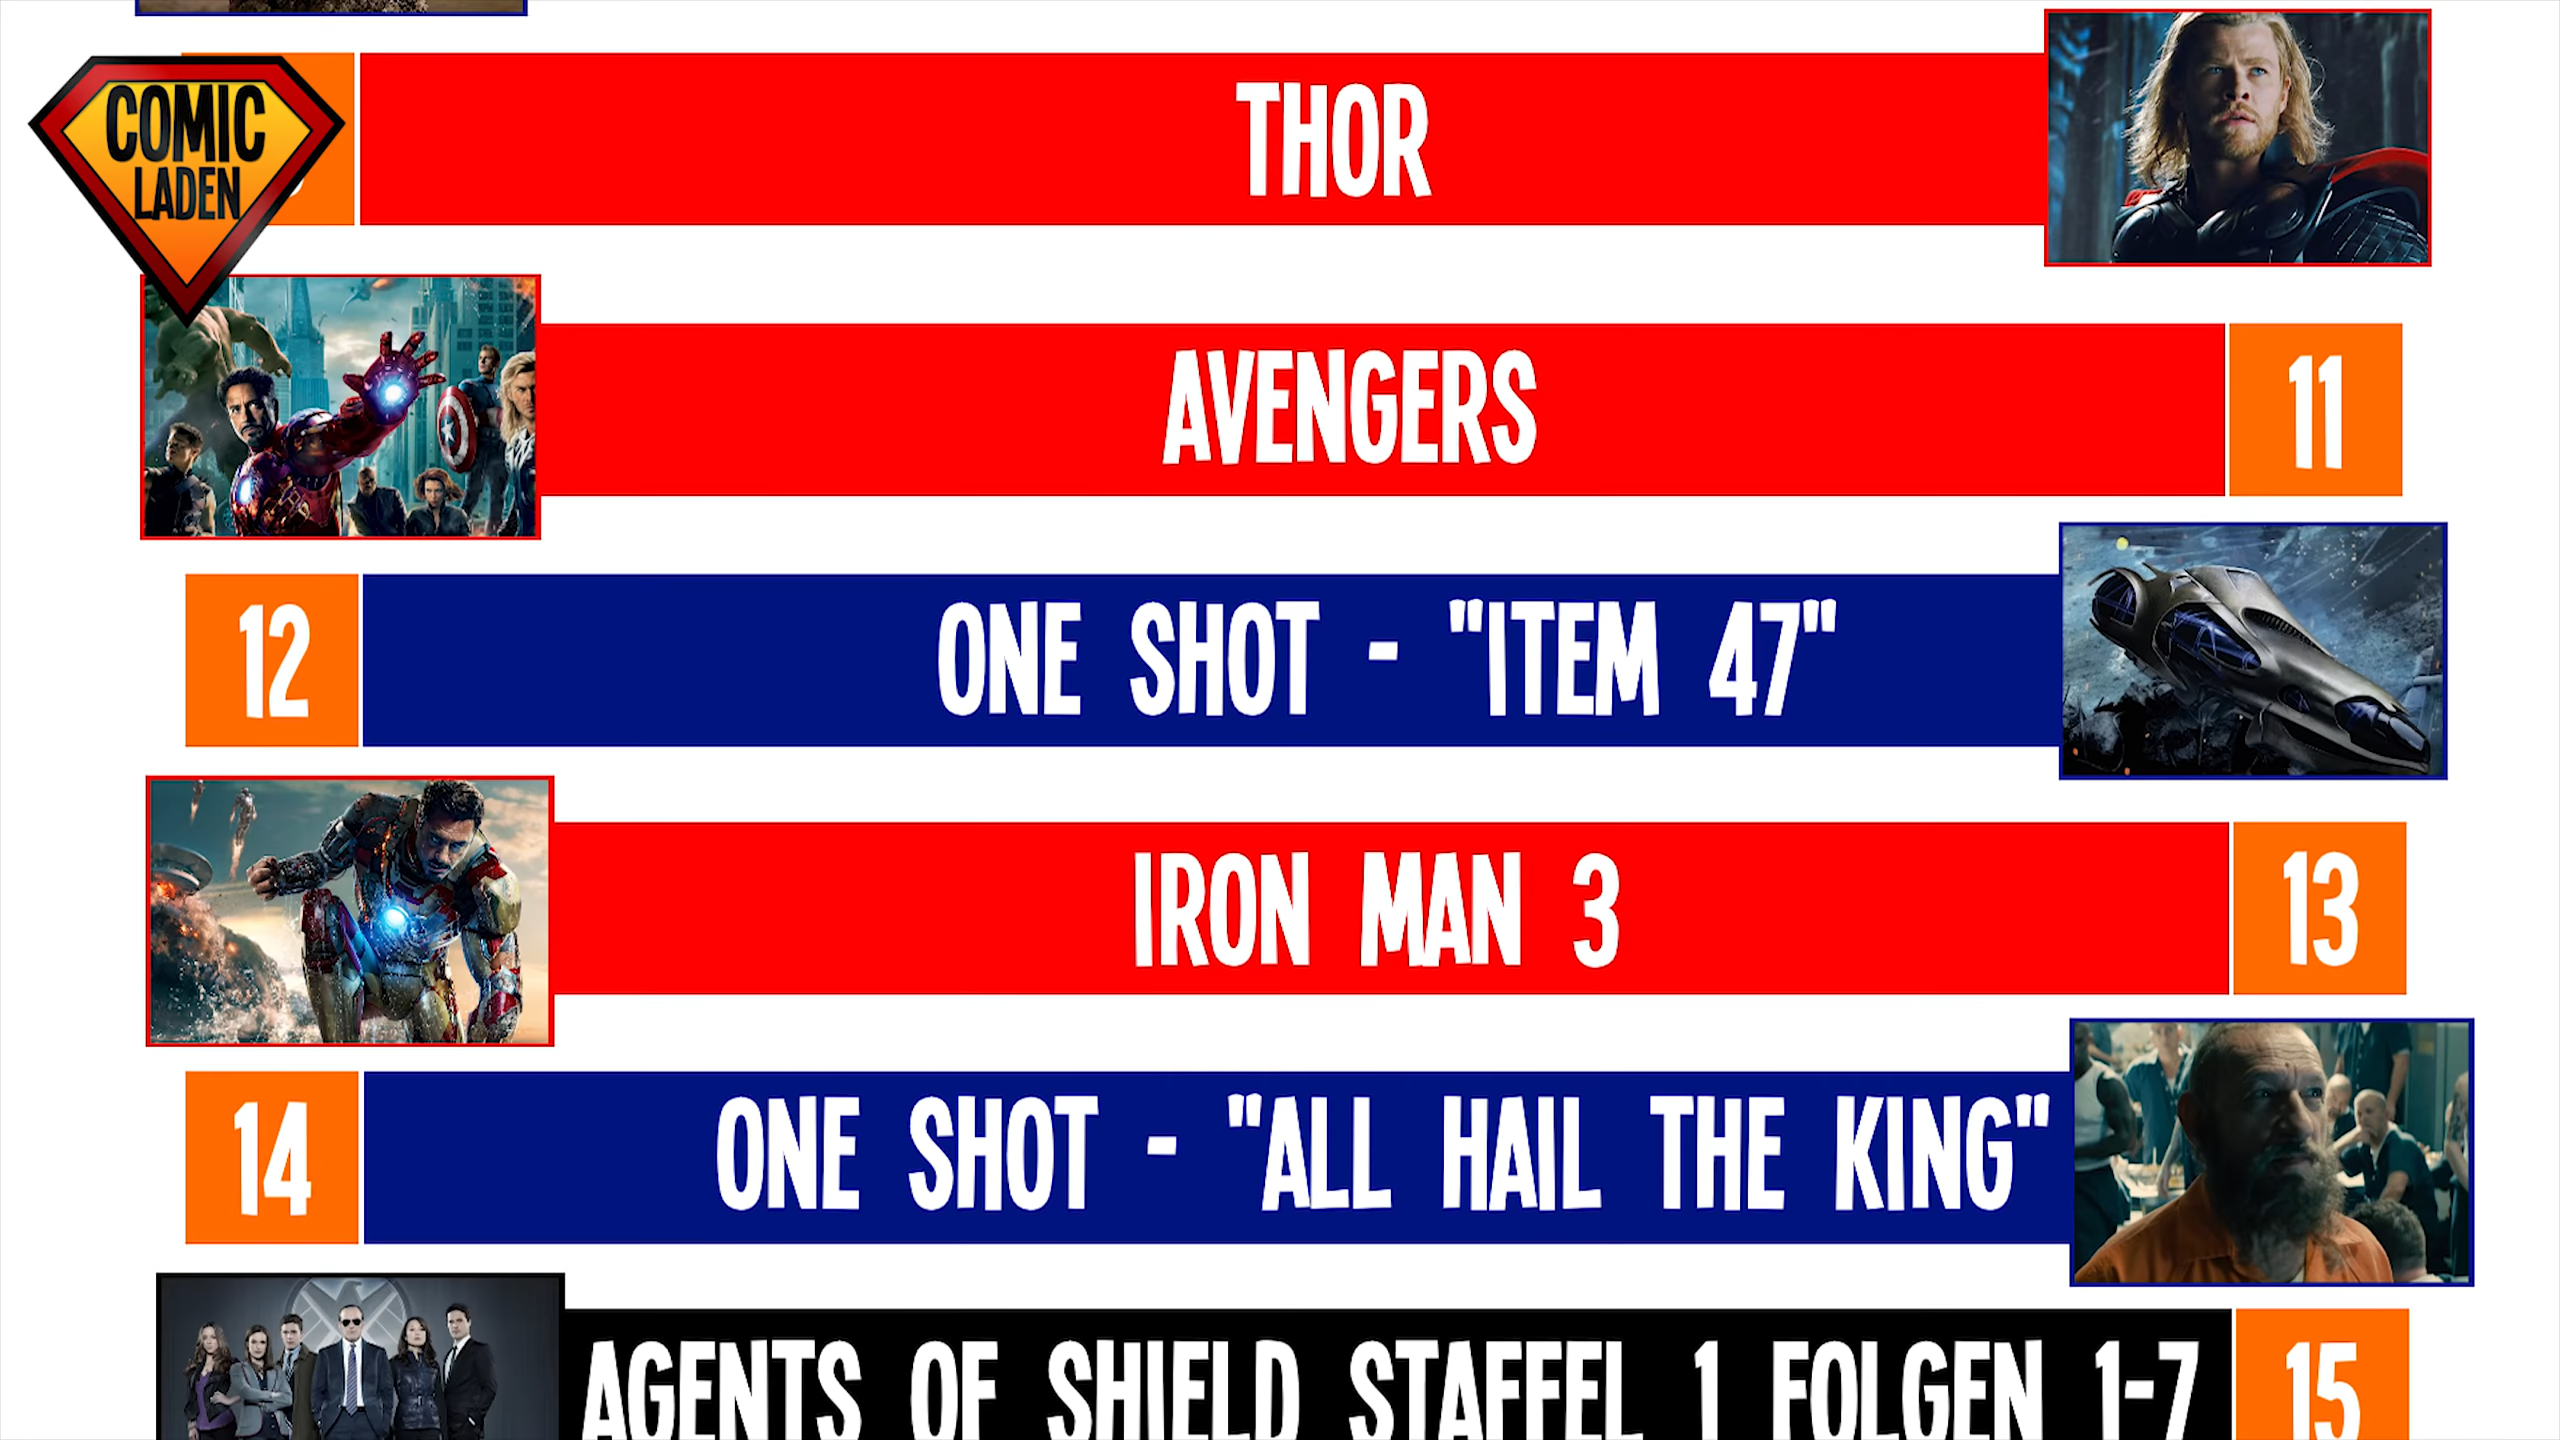 COMIC
LADEN
THOR
AVENGERS
11
12
ONE SHOT - "ITEM 47"
IRON MAN 3
13
14
ONE SHOT - "ALL HAIL THE KING"
AGENTS OF SHIELD STAFFEL 1 FOLGEN 1-7
15